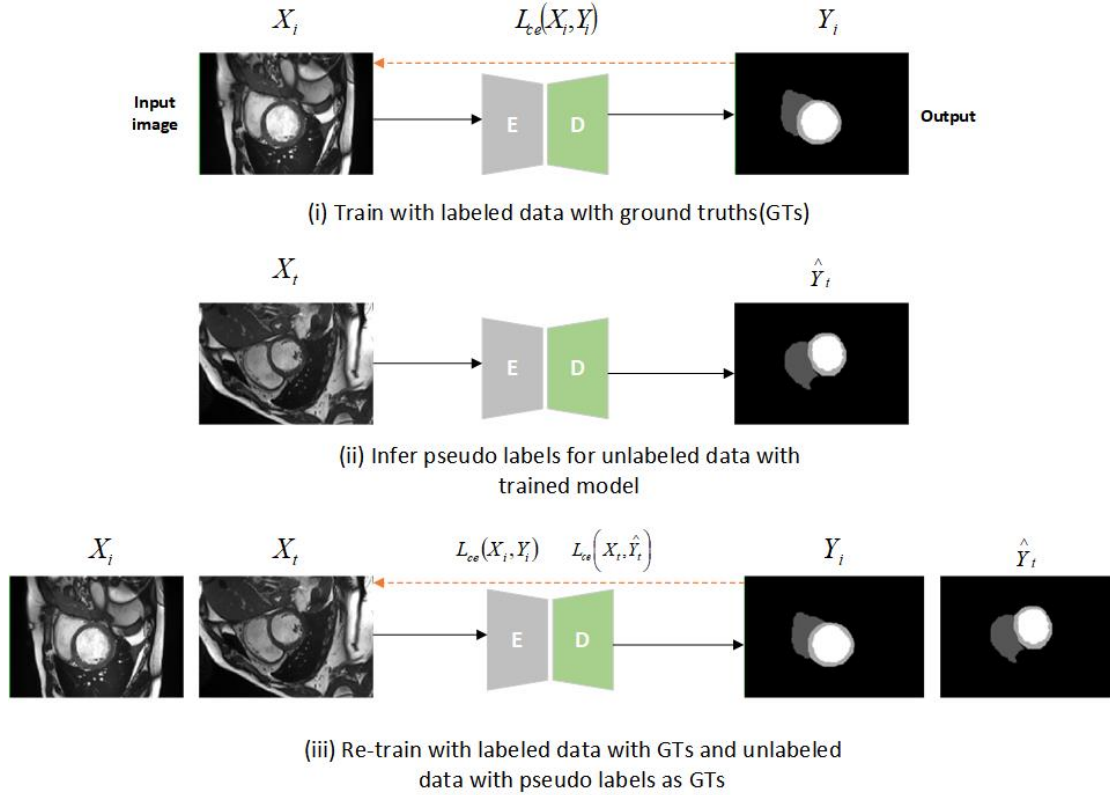 X_i L_ce(X_i,Y_i) Y_i
Input
image
E D
Output
(i) Train with labeled data wIth ground truths(GTs)
X_t Ŷ_t
E D
(ii) Infer pseudo labels for unlabeled data with
trained model
X_i X_t L_ce(X_i,Y_i) L_ce(X_t,Ŷ_t) Y_i Ŷ_t
E D
(iii) Re-train with labeled data with GTs and unlabeled
data with pseudo labels as GTs